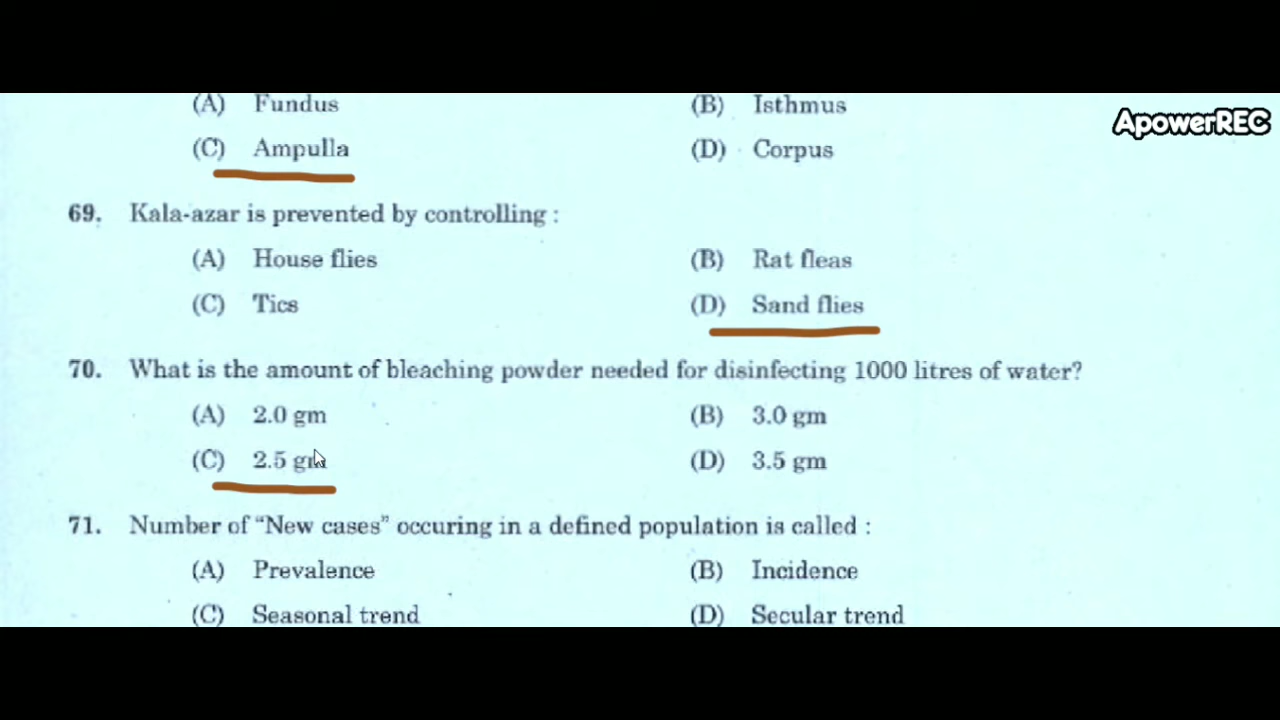 (A) Fundus (B) Isthmus
ApowerREC
(C) Ampulla (D) Corpus
69. Kala-azar is prevented by controlling :
(A) House flies (B) Rat fleas
(C) Tics (D) Sand flies
70. What is the amount of bleaching powder needed for disinfecting 1000 litres of water?
(A) 2.0 gm (B) 3.0 gm
(C) 2.5 gm (D) 3.5 gm
71. Number of “New cases” occuring in a defined population is called :
(A) Prevalence (B) Incidence
(C) Seasonal trend (D) Secular trend